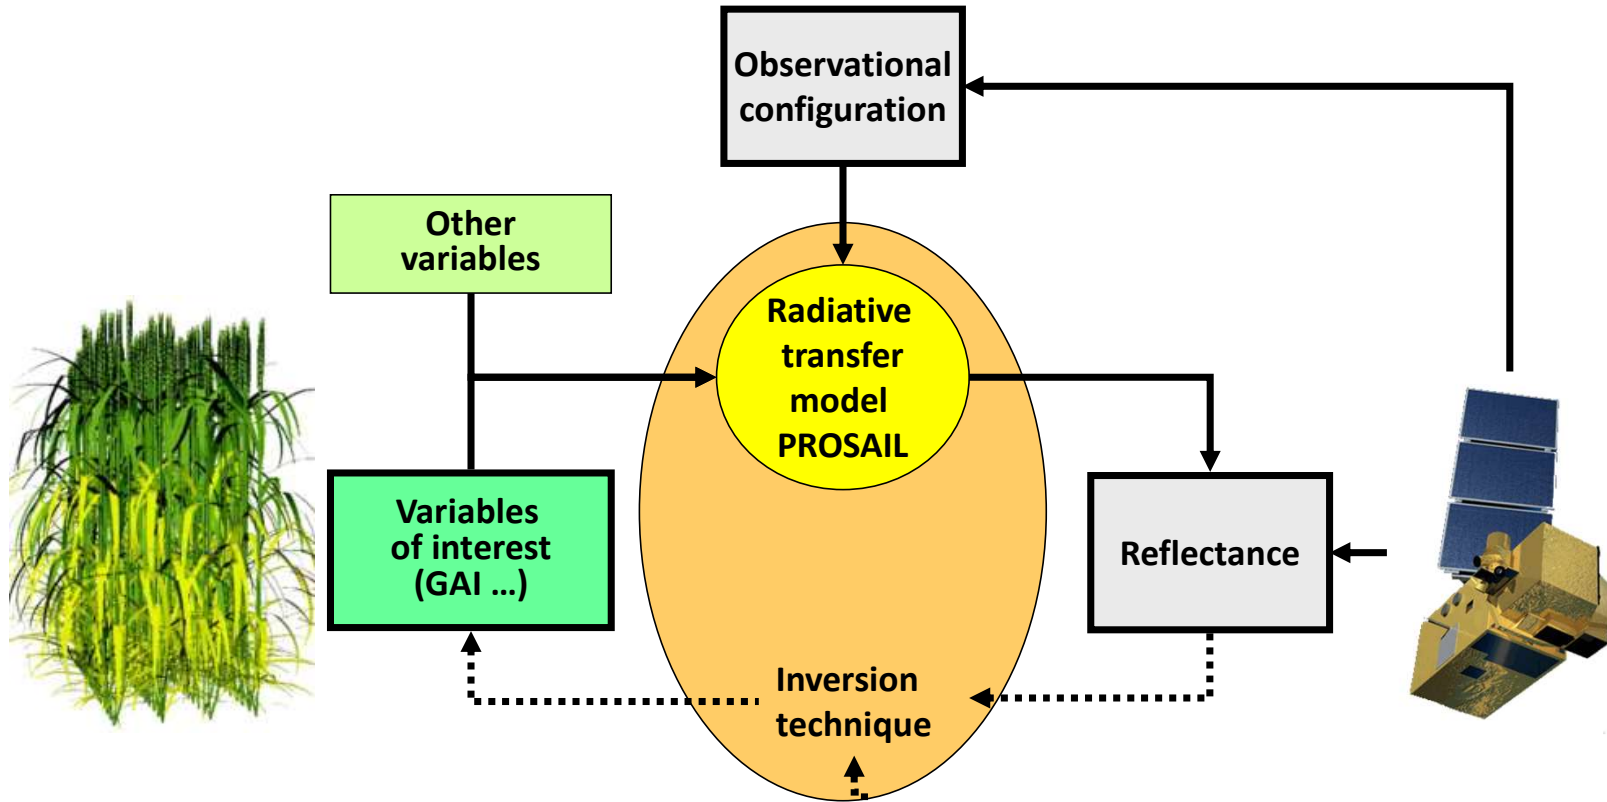 Observational
configuration
Other
variables
Radiative
transfer
model
PROSAIL
Variables
of interest
(GAI ...)
Reflectance
Inversion
technique